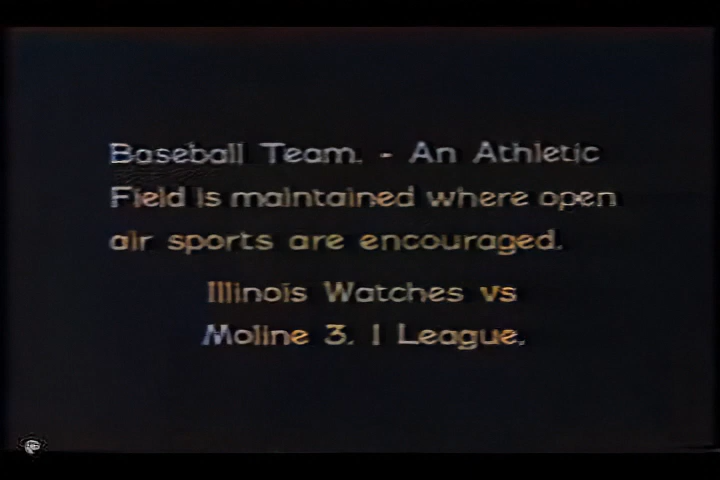 Baseball Team. - An Athletic
Field is maintained where open
air sports are encouraged.
Illinois Watches vs
Moline 3. I League.